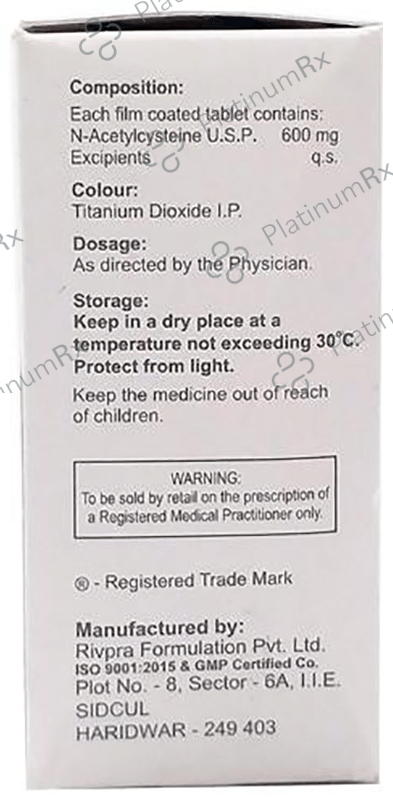 Composition:
Each film coated tablet contains:
N-Acetylcysteine U.S.P. 600 mg
Excipients q.s.
Colour:
Titanium Dioxide I.P.
Dosage:
As directed by the Physician.
Storage:
Keep in a dry place at a
temperature not exceeding 30°C.
Protect from light.
Keep the medicine out of reach
of children.
WARNING:
To be sold by retail on the prescription of
a Registered Medical Practitioner only.
® - Registered Trade Mark
Manufactured by:
Rivpra Formulation Pvt. Ltd.
ISO 9001:2015 & GMP Certified Co.
Plot No. - 8, Sector - 6A, I.I.E.
SIDCUL
HARIDWAR - 249 403
PlatinumRx
PlatinumRx